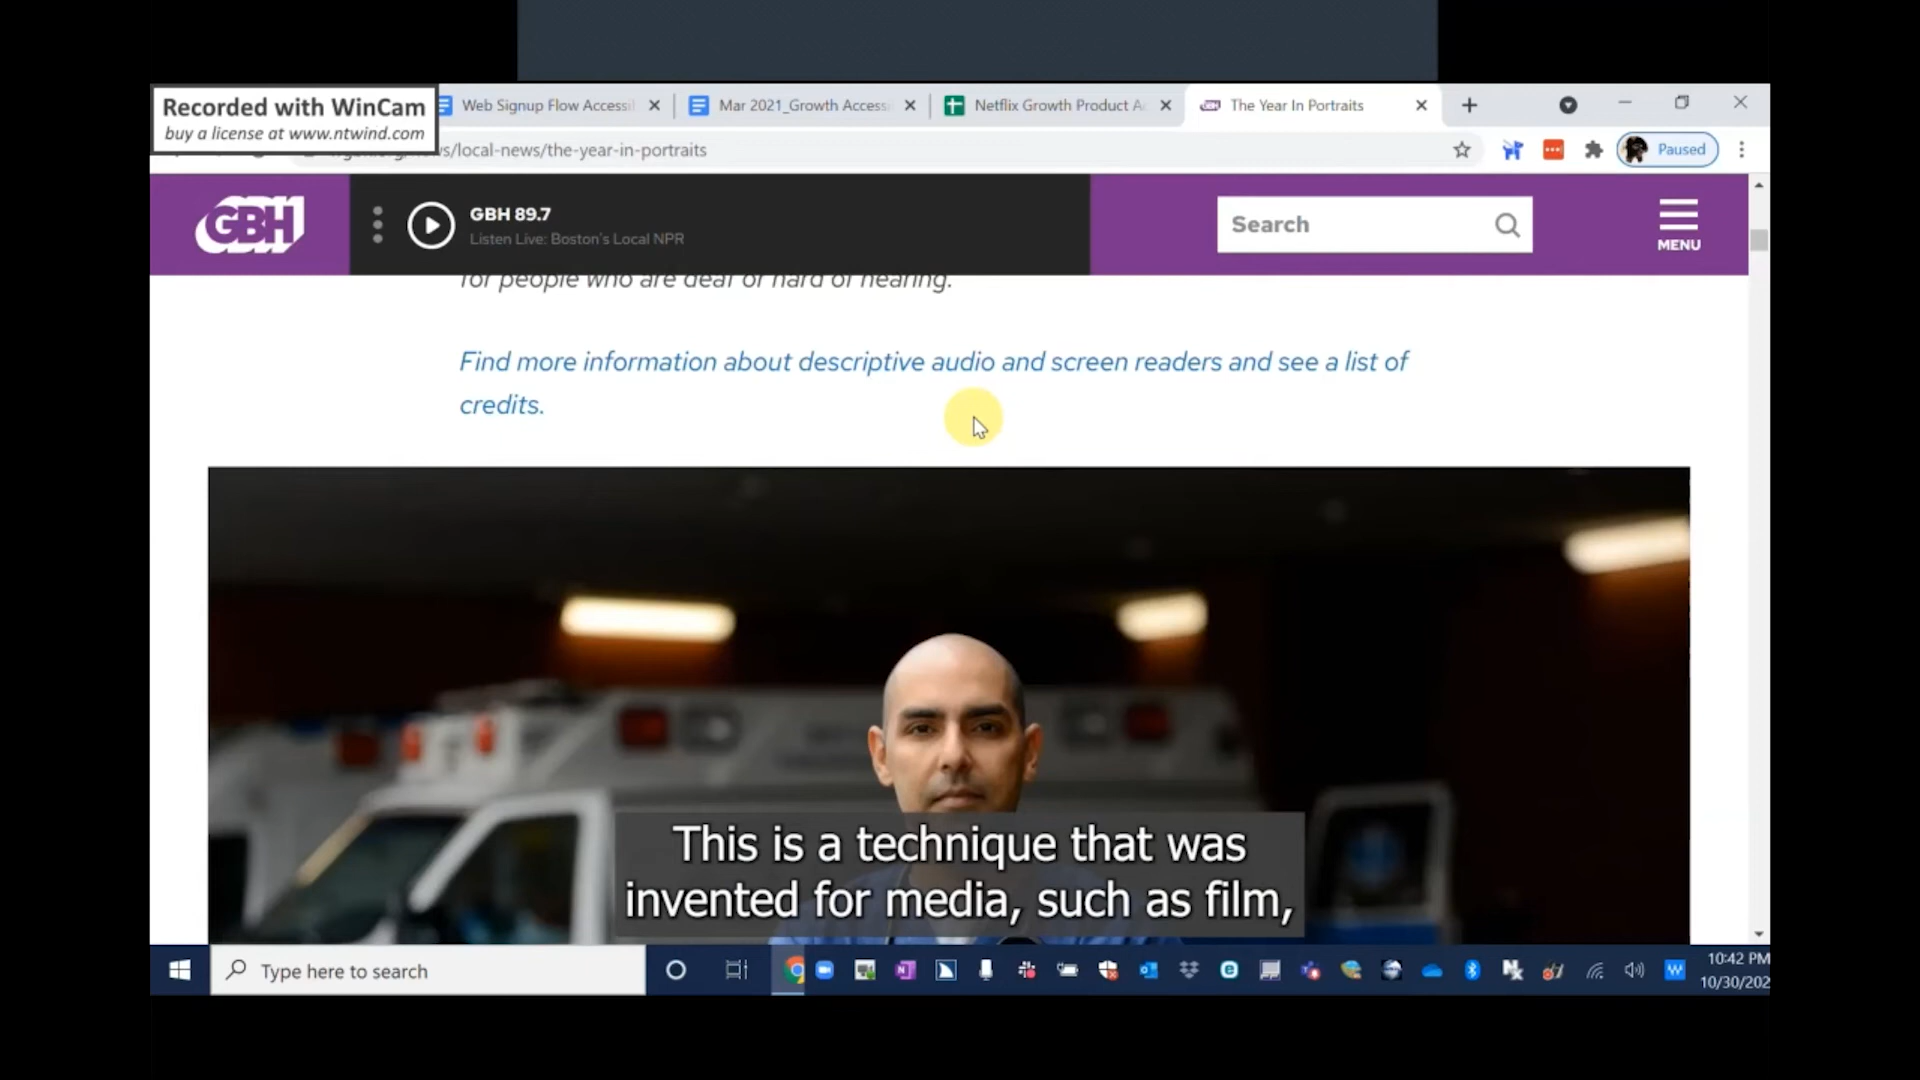 Recorded with WinCam
buy a license at www.ntwind.com
Web Signup Flow Accessi
Mar 2021_Growth Access
Netflix Growth Product A
The Year In Portraits
/local-news/the-year-in-portraits
Paused
GBH
GBH 89.7
Listen Live: Boston's Local NPR
Search
MENU
for people who are deaf or hard of hearing.
Find more information about descriptive audio and screen readers and see a list of
credits.
This is a technique that was
invented for media, such as film,
Type here to search
10:42 PM
10/30/202